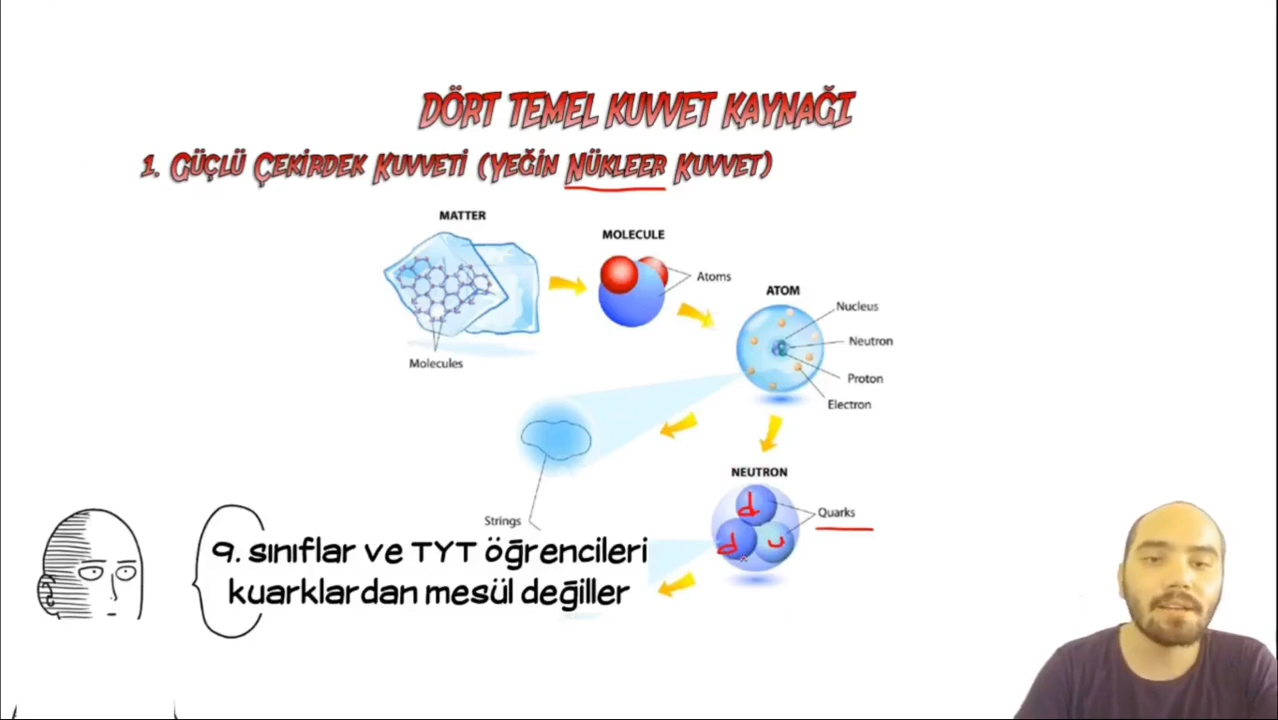 DÖRT TEMEL KUVVET KAYNAĞI
1. GÜÇLÜ ÇEKİRDEK KUVVETİ (YEĞİN NÜKLEER KUVVET)
MATTER
MOLECULE
Atoms
Molecules
ATOM
Nucleus
Neutron
Proton
Electron
Strings
NEUTRON
Quarks
d
d
u
9. sınıflar ve TYT öğrencileri
kuarklardan mesül değiller